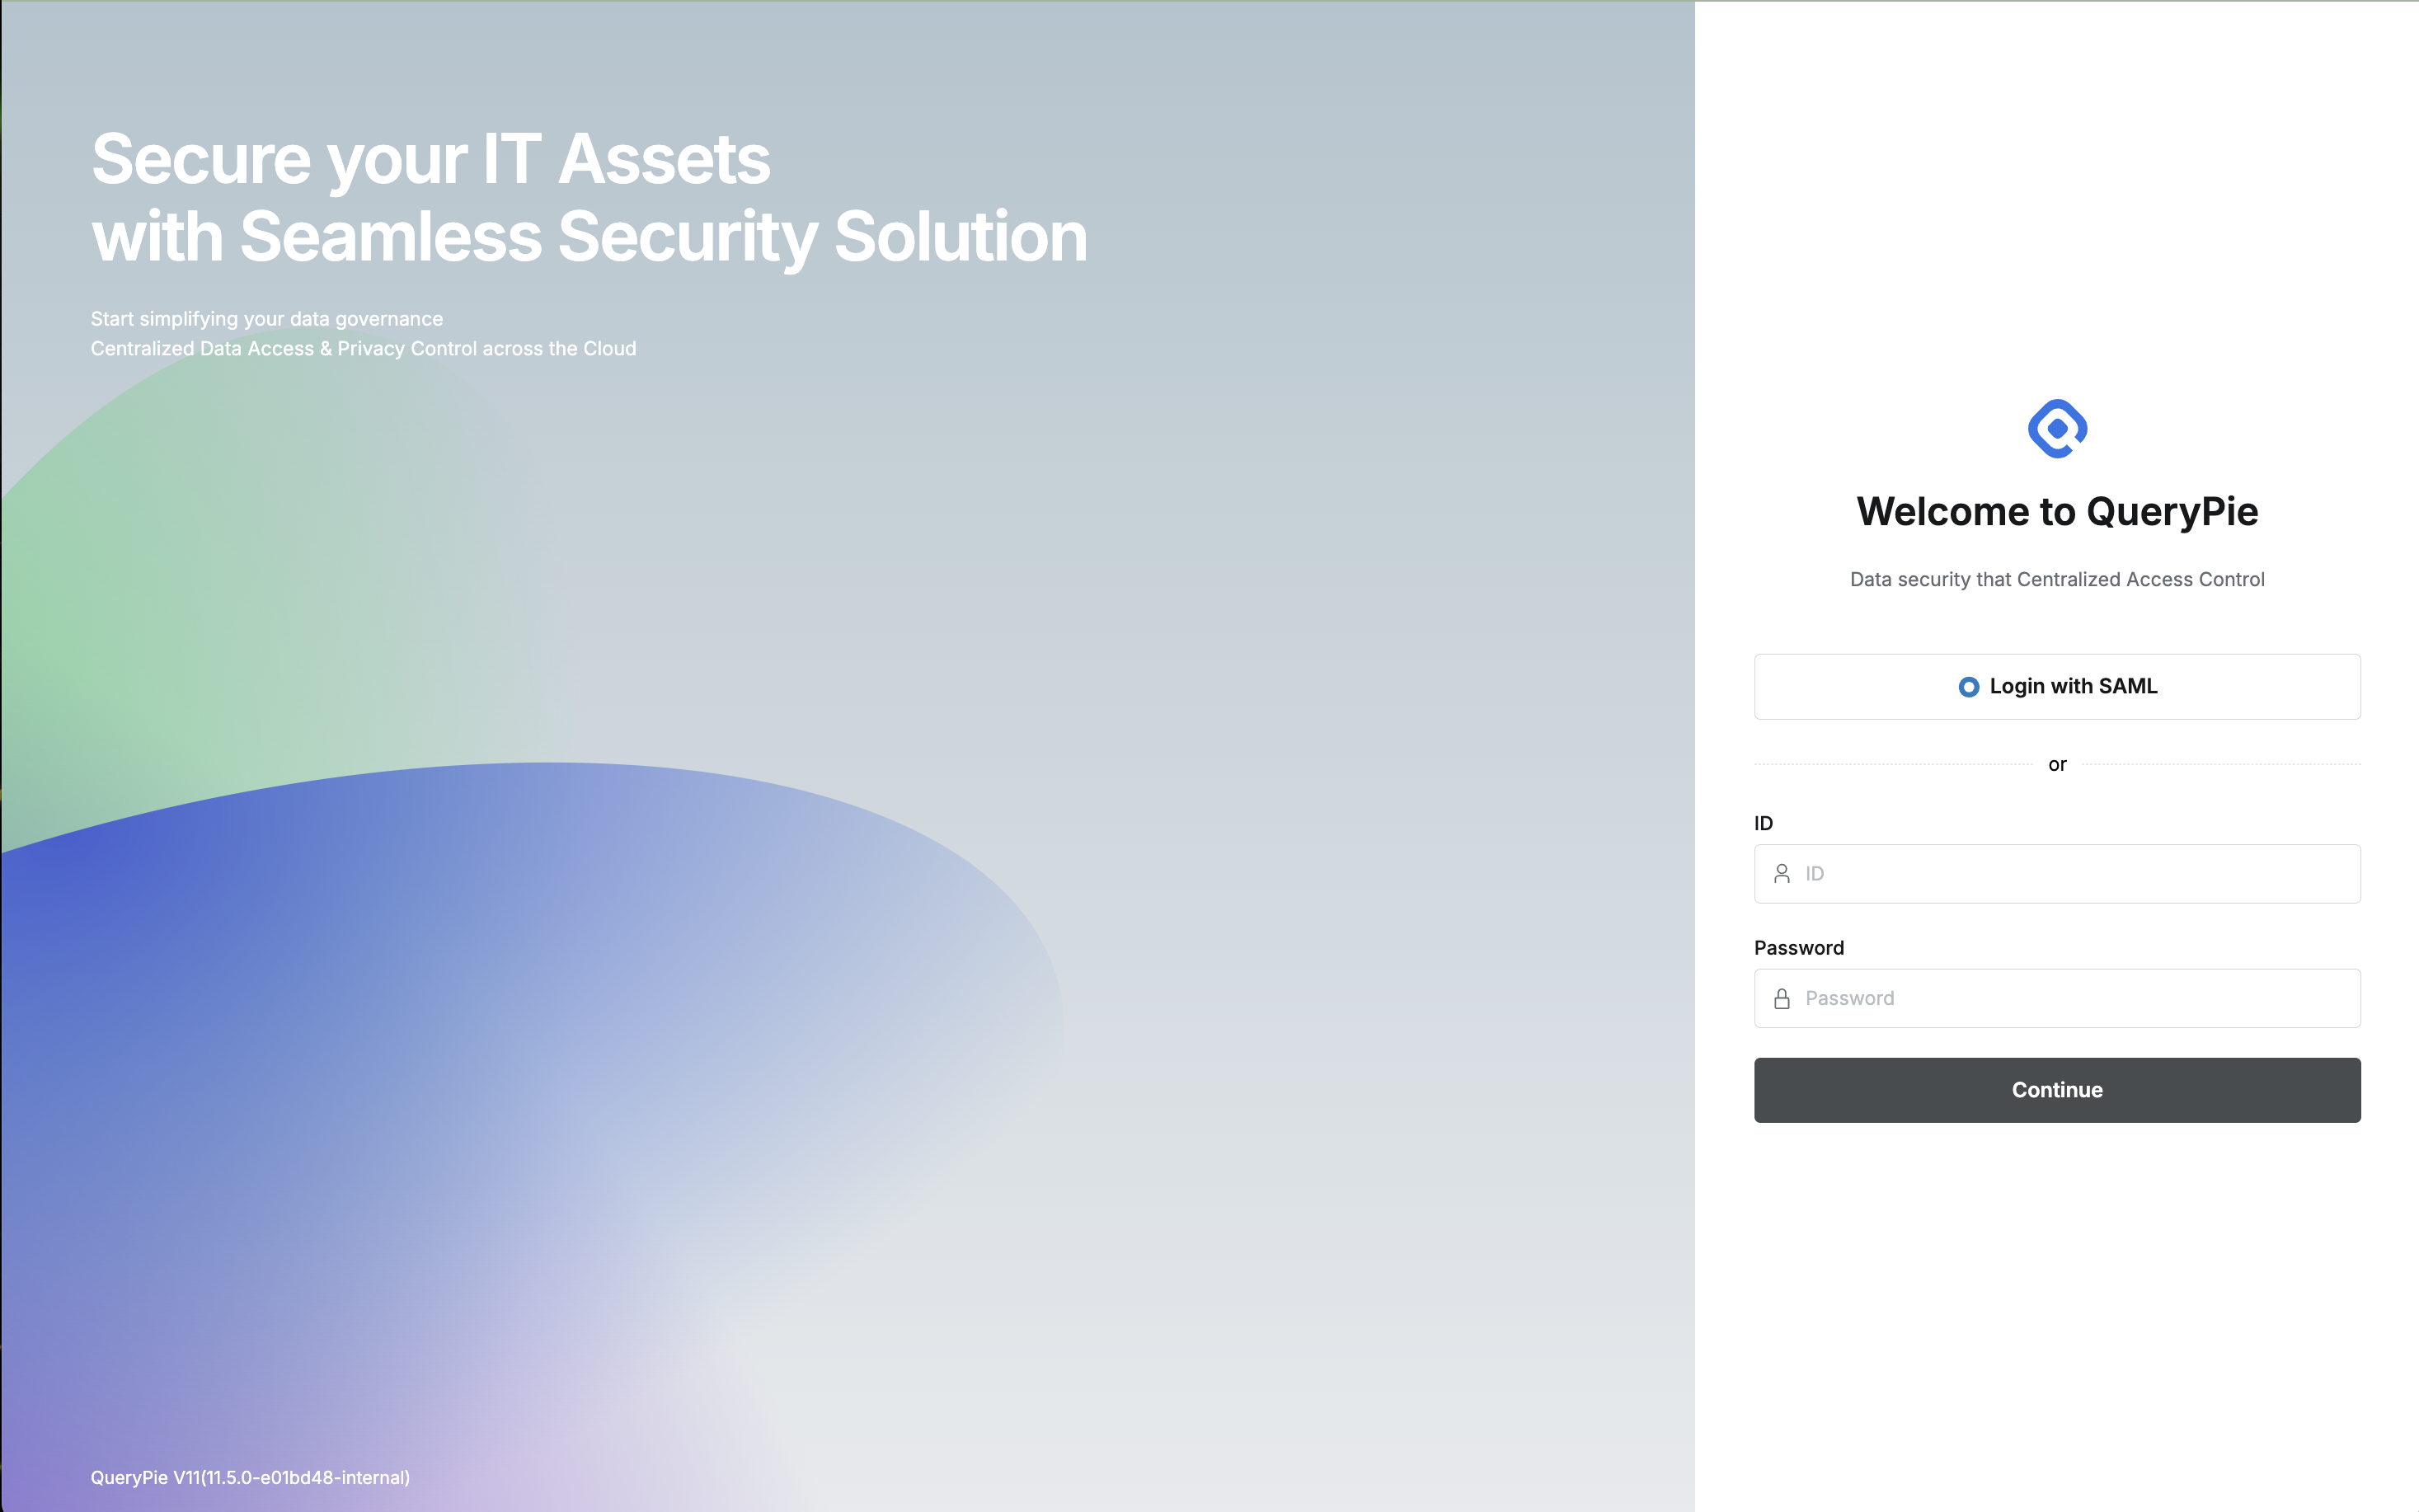 Secure your IT Assets
with Seamless Security Solution
Start simplifying your data governance
Centralized Data Access & Privacy Control across the Cloud
QueryPie V11(11.5.0-e01bd48-internal)
Welcome to QueryPie
Data security that Centralized Access Control
Login with SAML
or
ID
ID
Password
Password
Continue